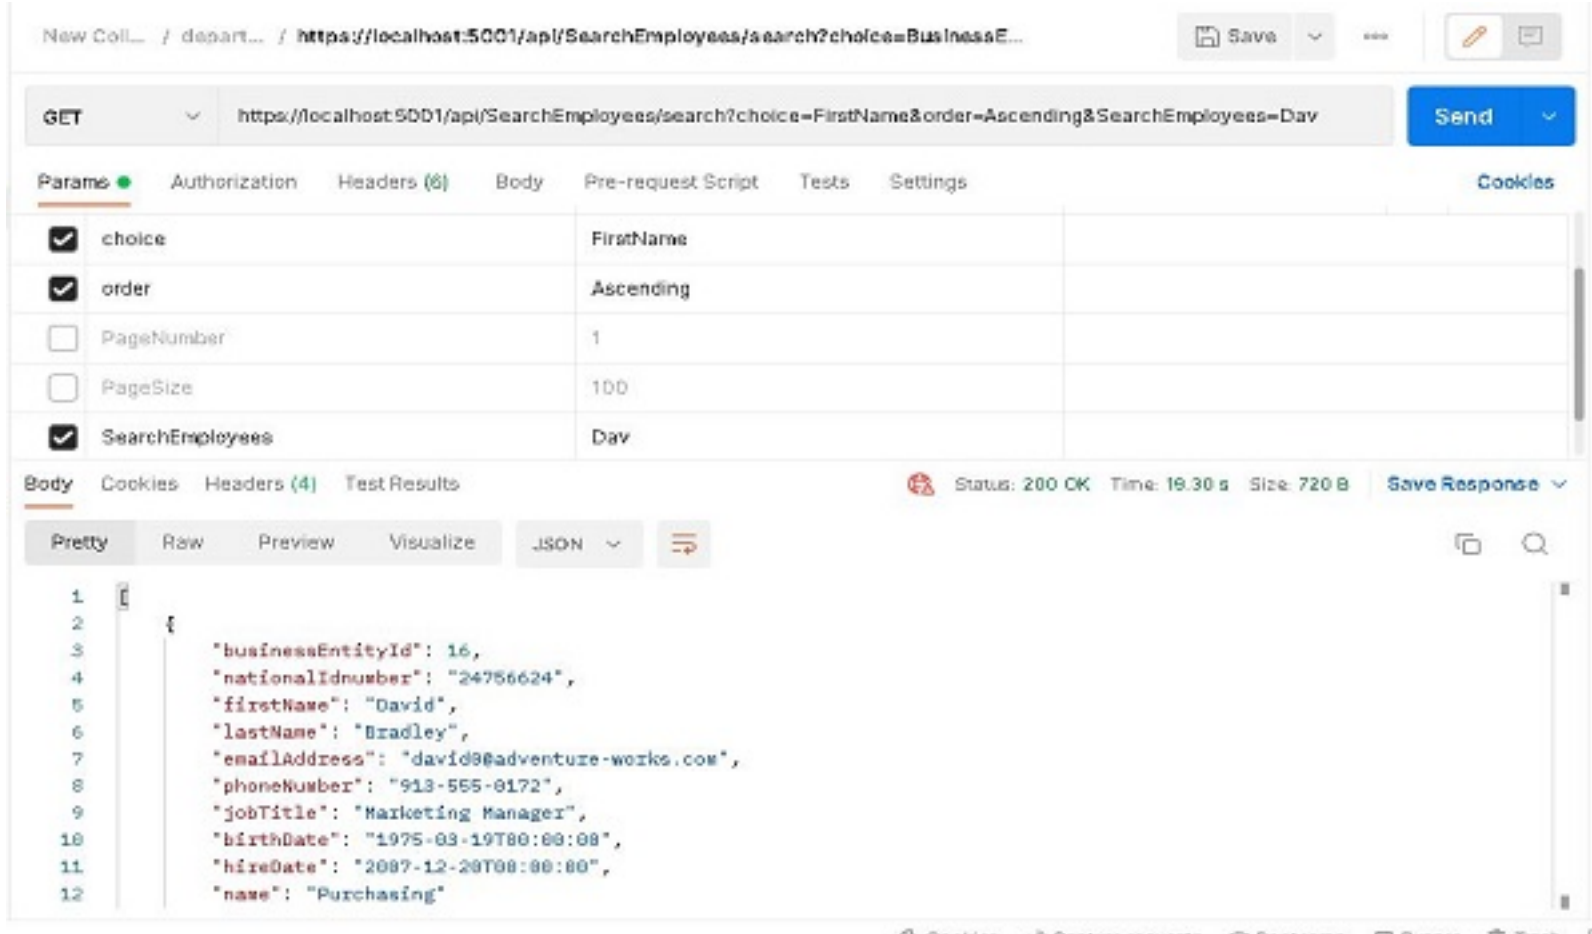 New Coll... / depart... / https://localhost:5001/api/SearchEmployees/search?choice=BusinessE...
Save
GET https://localhost:5001/api/SearchEmployees/search?choice=FirstName&order=Ascending&SearchEmployees=Dav Send
Params Authorization Headers (6) Body Pre-request Script Tests Settings Cookies
choice FirstName
order Ascending
PageNumber 1
PageSize 100
SearchEmployees Dav
Body Cookies Headers (4) Test Results Status: 200 OK Time: 19.30 s Size: 720 B Save Response
Pretty Raw Preview Visualize JSON
1 [
2 {
3 "businessEntityId": 16,
4 "nationalIdnumber": "24756624",
5 "firstName": "David",
6 "lastName": "Bradley",
7 "emailAddress": "david0@adventure-works.com",
8 "phoneNumber": "913-555-0172",
9 "jobTitle": "Marketing Manager",
10 "birthDate": "1975-03-19T00:00:00",
11 "hireDate": "2007-12-20T00:00:00",
12 "name": "Purchasing"